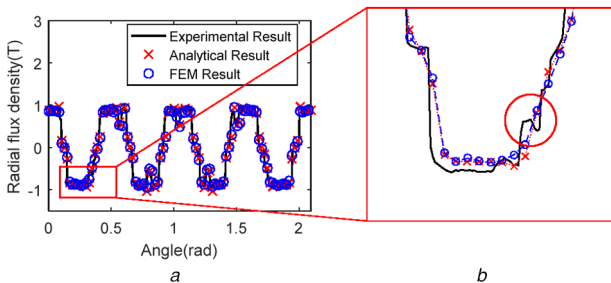 Radial flux density(T)
3
2
1
0
-1
Experimental Result
Analytical Result
FEM Result
0
0.5
1
1.5
2
Angle(rad)
a
b